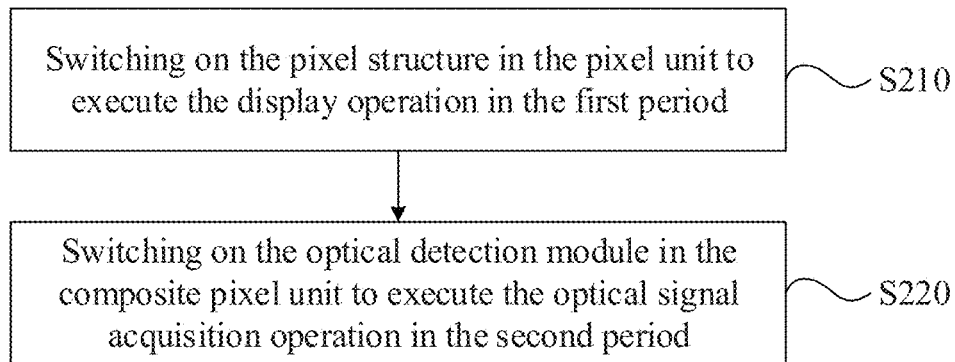 Switching on the pixel structure in the pixel unit to
execute the display operation in the first period
S210
Switching on the optical detection module in the
composite pixel unit to execute the optical signal
acquisition operation in the second period
S220